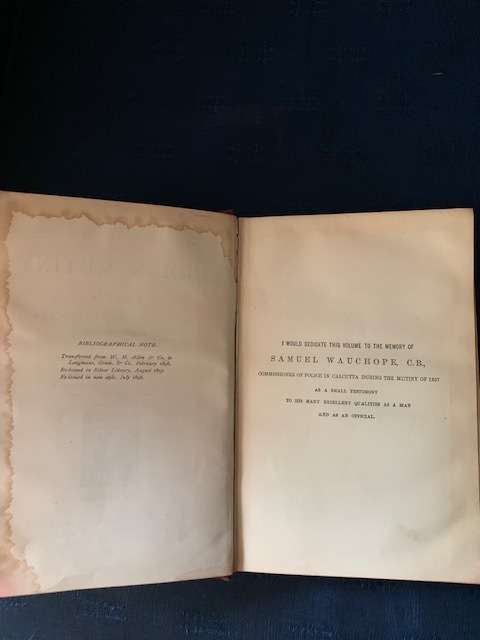 BIBLIOGRAPHICAL NOTE.
Transferred from W. H. Allen & Co. to
Longmans, Green, & Co. February 1896.
Re-issued in Silver Library, August 1897.
Re-issued in new style, July 1898.
I WOULD DEDICATE THIS VOLUME TO THE MEMORY OF
SAMUEL WAUCHOPE, C.B.,
COMMISSIONER OF POLICE IN CALCUTTA DURING THE MUTINY OF 1857
AS A SMALL TESTIMONY
TO HIS MANY EXCELLENT QUALITIES AS A MAN
AND AS AN OFFICIAL.